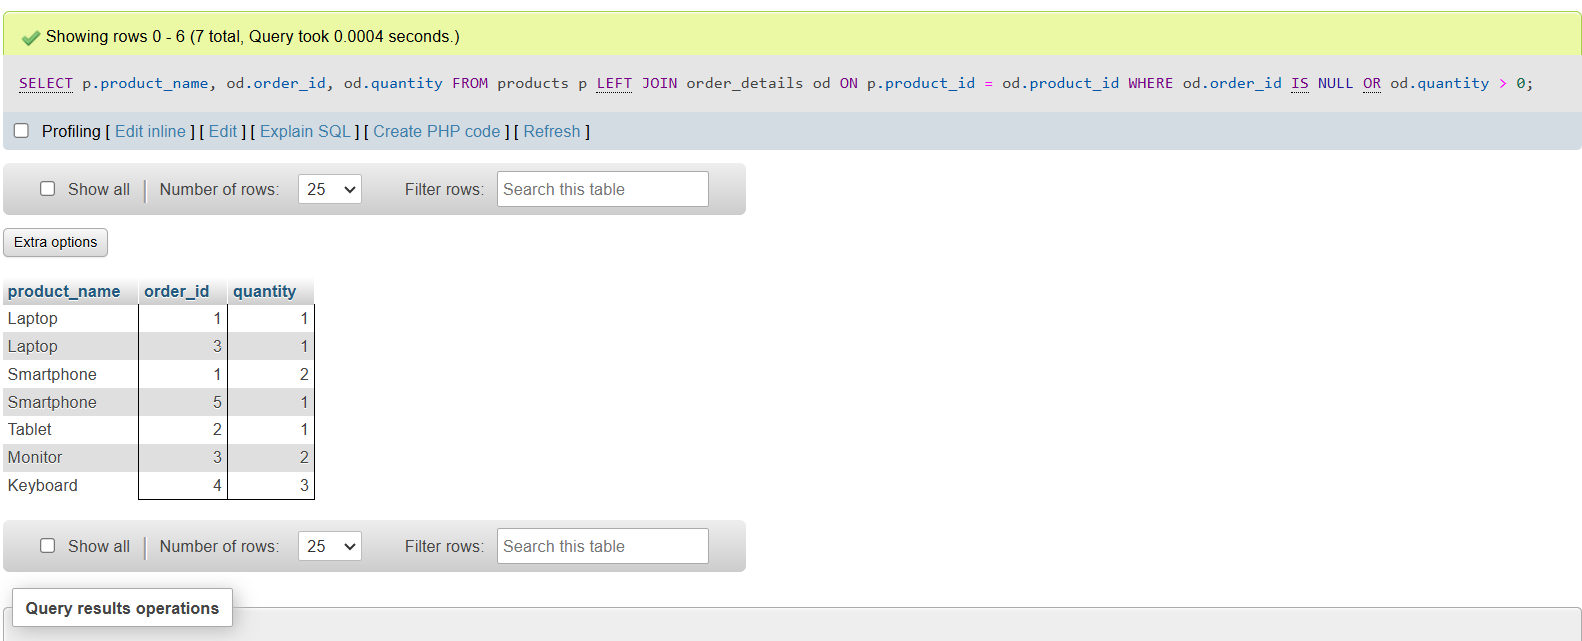 Showing rows 0 - 6 (7 total, Query took 0.0004 seconds.)
SELECT p.product_name, od.order_id, od.quantity FROM products p LEFT JOIN order_details od ON p.product_id = od.product_id WHERE od.order_id IS NULL OR od.quantity > 0;
Profiling [ Edit inline ] [ Edit ] [ Explain SQL ] [ Create PHP code ] [ Refresh ]
Show all Number of rows: 25 Filter rows: Search this table
Extra options
product_name order_id quantity
Laptop 1 1
Laptop 3 1
Smartphone 1 2
Smartphone 5 1
Tablet 2 1
Monitor 3 2
Keyboard 4 3
Show all Number of rows: 25 Filter rows: Search this table
Query results operations